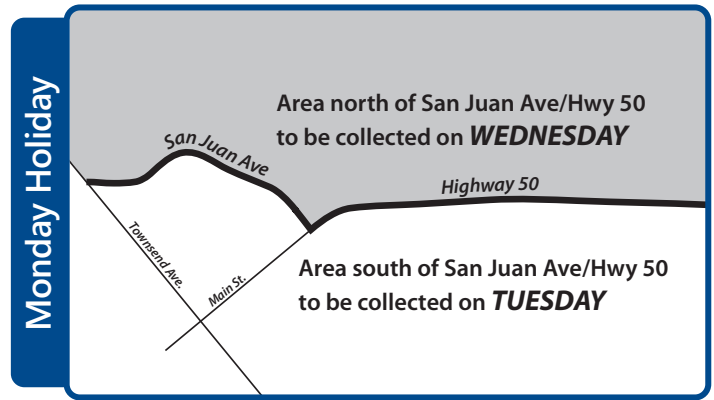 Monday Holiday
Area north of San Juan Ave/Hwy 50
to be collected on WEDNESDAY
San Juan Ave
Highway 50
Townsend Ave.
Main St.
Area south of San Juan Ave/Hwy 50
to be collected on TUESDAY